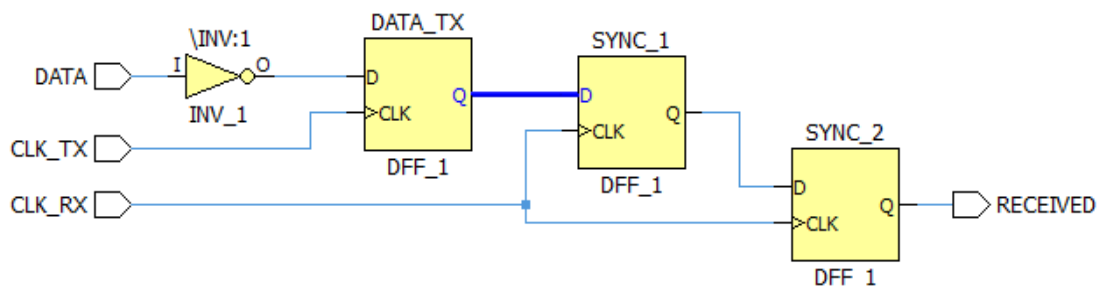 \INV:1
DATA
I
O
INV_1
CLK_TX
CLK_RX
DATA_TX
D
Q
CLK
DFF_1
SYNC_1
D
Q
CLK
DFF_1
SYNC_2
D
Q
CLK
DFF_1
RECEIVED